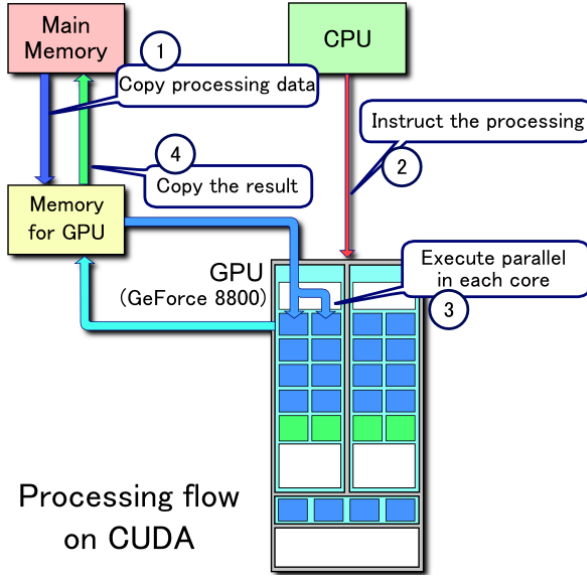 Main
Memory
CPU
1
Copy processing data
Instruct the processing
2
4
Copy the result
Memory
for GPU
GPU
(GeForce 8800)
Execute parallel
in each core
3
Processing flow
on CUDA